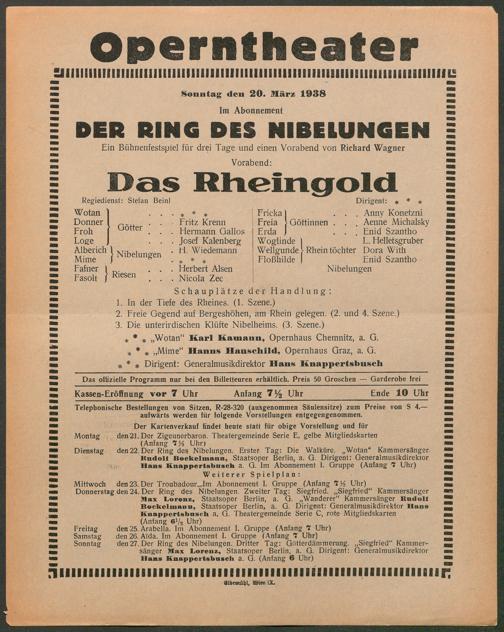 Operntheater
Sonntag den 20. März 1938
Im Abonnement
DER RING DES NIBELUNGEN
Ein Bühnenfestspiel für drei Tage und einen Vorabend von Richard Wagner
Vorabend:
Das Rheingold
Regiedienst: Stefan Beinl
Dirigent: * * *
Wotan . . . * * *
Donner . . . Fritz Krenn
Froh . . . Hermann Gallos
Loge . . . Josef Kalenberg
Götter
Alberich . . . H. Wiedemann
Mime . . . * * *
Nibelungen
Fafner . . . Herbert Alsen
Fasolt . . . Nicola Zec
Riesen
Fricka . . . Anny Konetzni
Freia . . . Aenne Michalsky
Erda . . . Enid Szantho
Göttinnen
Woglinde . . . L. Helletsgruber
Wellgunde . . . Dora With
Floßhilde . . . Enid Szantho
Rheintöchter
Nibelungen
Schauplätze der Handlung:
1. In der Tiefe des Rheines. (1. Szene.)
2. Freie Gegend auf Bergeshöhen, am Rhein gelegen. (2. und 4. Szene.)
3. Die unterirdischen Klüfte Nibelheims. (3. Szene.)
* * * „Wotan" Karl Kamann, Opernhaus Chemnitz, a. G.
* * * „Mime" Hanns Hauschild, Opernhaus Graz, a. G.
* * * Dirigent: Generalmusikdirektor Hans Knappertsbusch
Das offizielle Programm nur bei den Billetteuren erhältlich. Preis 50 Groschen — Garderobe frei
Kassen-Eröffnung vor 7 Uhr Anfang 7½ Uhr Ende 10 Uhr
Telephonische Bestellungen von Sitzen, R-28-320 (ausgenommen Säulensitze) zum Preise von S 4.—
aufwärts werden für folgende Vorstellungen entgegengenommen.
Der Kartenverkauf findet heute statt für obige Vorstellung und für
Montag den 21. Der Zigeunerbaron. Theatergemeinde Serie E, gelbe Mitgliedskarten
(Anfang 7½ Uhr)
Dienstag den 22. Der Ring des Nibelungen. Erster Tag: Die Walküre. „Wotan" Kammersänger
Rudolf Bockelmann, Staatsoper Berlin, a. G. Dirigent: Generalmusikdirektor
Hans Knappertsbusch a. G. Im Abonnement I. Gruppe (Anfang 7 Uhr)
Weiterer Spielplan:
Mittwoch den 23. Der Troubadour. Im Abonnement I. Gruppe (Anfang 7½ Uhr)
Donnerstag den 24. Der Ring des Nibelungen. Zweiter Tag: Siegfried. „Siegfried" Kammersänger
Max Lorenz, Staatsoper Berlin, a. G. „Wanderer" Kammersänger Rudolf
Bockelmann, Staatsoper Berlin, a. G. Dirigent: Generalmusikdirektor Hans
Knappertsbusch a. G. Theatergemeinde Serie C, rote Mitgliedskarten
(Anfang 6½ Uhr)
Freitag den 25. Arabella. Im Abonnement I. Gruppe (Anfang 7 Uhr)
Samstag den 26. Aïda. Im Abonnement I. Gruppe (Anfang 7 Uhr)
Sonntag den 27. Der Ring des Nibelungen. Dritter Tag: Götterdämmerung. „Siegfried" Kammer-
sänger Max Lorenz, Staatsoper Berlin, a. G. Dirigent: Generalmusikdirektor
Hans Knappertsbusch a. G. (Anfang 6 Uhr)
Elbemühl, Wien IX.